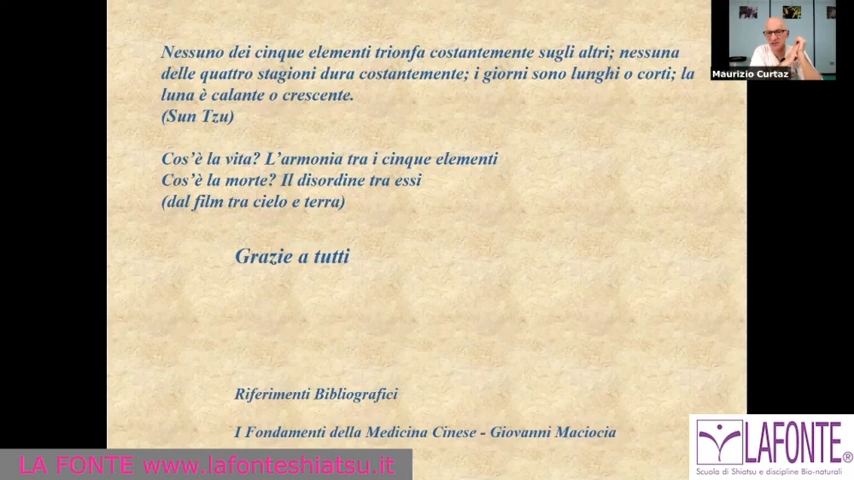 Nessuno dei cinque elementi trionfa costantemente sugli altri; nessuna
delle quattro stagioni dura costantemente; i giorni sono lunghi o corti; la
luna è calante o crescente.
(Sun Tzu)
Cos'è la vita? L'armonia tra i cinque elementi
Cos'è la morte? Il disordine tra essi
(dal film tra cielo e terra)
Grazie a tutti
Riferimenti Bibliografici
I Fondamenti della Medicina Cinese - Giovanni Maciocia
Maurizio Curtaz
LA FONTE www.lafonteshiatsu.it
LAFONTE®
Scuola di Shiatsu e discipline Bio-naturali